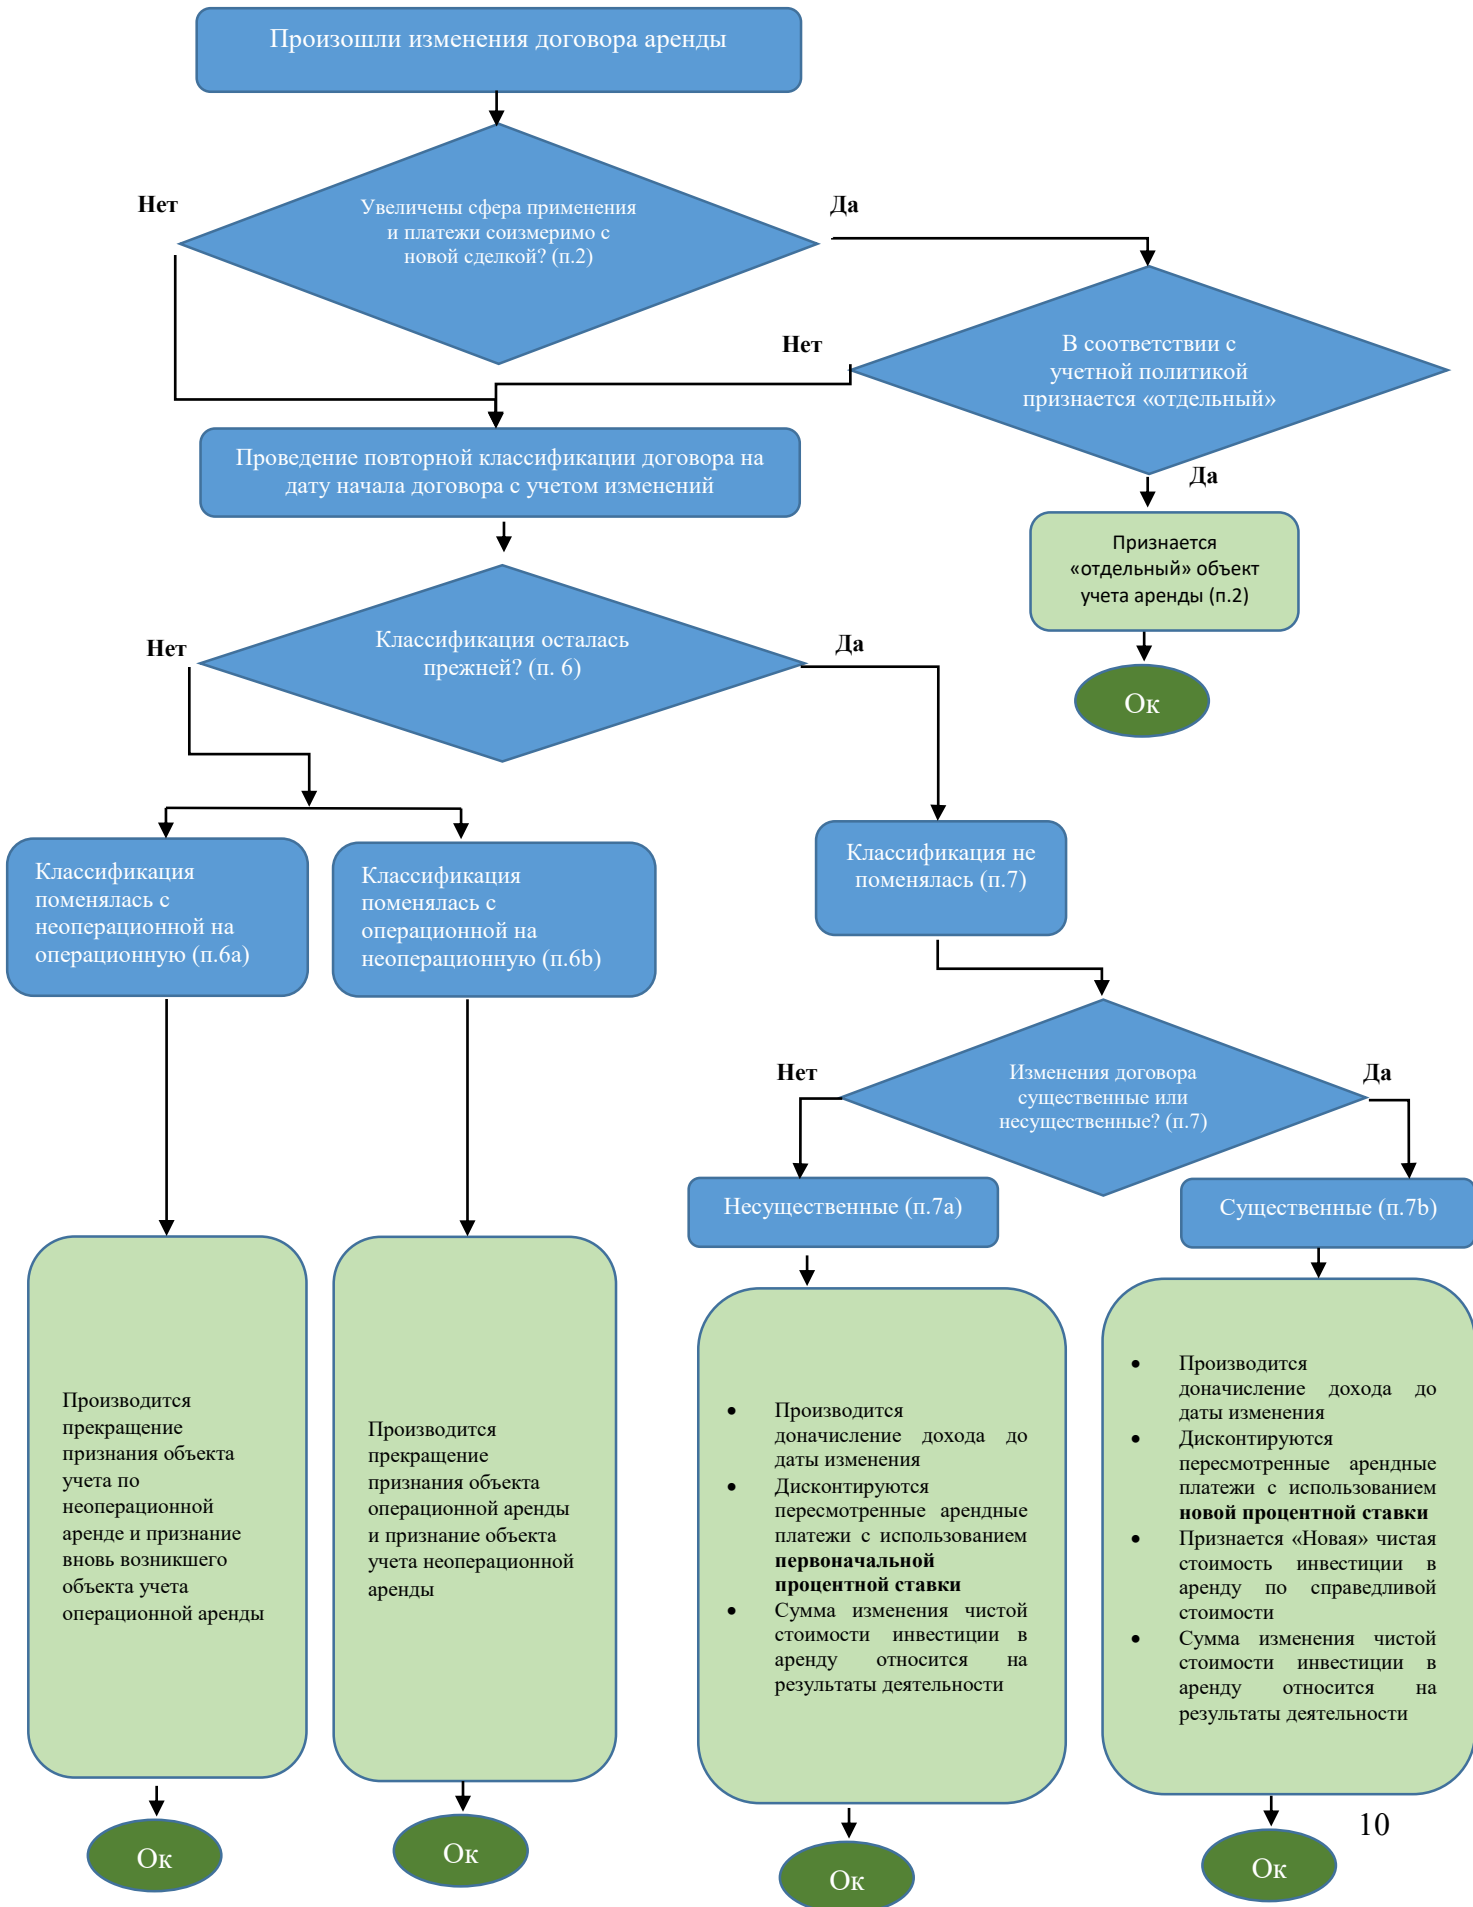 Произошли изменения договора аренды
Нет
Увеличены сфера применения
и платежи соизмеримо с
новой сделкой? (п.2)
Да
Нет
В соответствии с
учетной политикой
признается «отдельный»
Да
Проведение повторной классификации договора на
дату начала договора с учетом изменений
Признается
«отдельный» объект
учета аренды (п.2)
Ок
Нет
Классификация осталась
прежней? (п. 6)
Да
Классификация
поменялась с
неоперационной на
операционную (п.6а)
Классификация
поменялась с
операционной на
неоперационную (п.6b)
Классификация не
поменялась (п.7)
Нет
Изменения договора
существенные или
несущественные? (п.7)
Да
Несущественные (п.7а)
Существенные (п.7b)
Производится
прекращение
признания объекта
учета по
неоперационной
аренде и признание
вновь возникшего
объекта учета
операционной аренды
Производится
прекращение
признания объекта
операционной аренды
и признание объекта
учета неоперационной
аренды
• Производится
доначисление дохода до
даты изменения
• Дисконтируются
пересмотренные арендные
платежи с использованием
первоначальной
процентной ставки
• Сумма изменения чистой
стоимости инвестиции в
аренду относится на
результаты деятельности
• Производится
доначисление дохода до
даты изменения
• Дисконтируются
пересмотренные арендные
платежи с использованием
новой процентной ставки
• Признается «Новая» чистая
стоимость инвестиции в
аренду по справедливой
стоимости
• Сумма изменения чистой
стоимости инвестиции в
аренду относится на
результаты деятельности
Ок
Ок
Ок
Ок
10